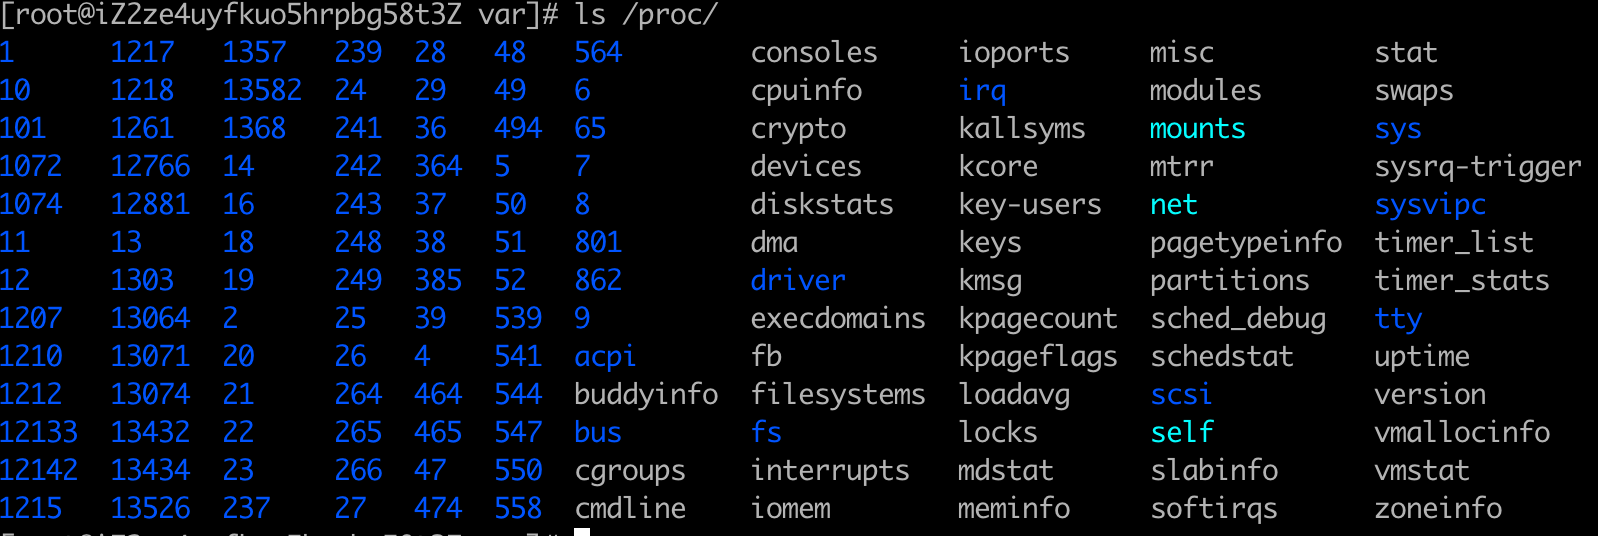 [root@iZ2ze4uyfkuo5hrpbg58t3Z var]# ls /proc/
1 1217 1357 239 28 48 564 consoles ioports misc stat
10 1218 13582 24 29 49 6 cpuinfo irq modules swaps
101 1261 1368 241 36 494 65 crypto kallsyms mounts sys
1072 12766 14 242 364 5 7 devices kcore mtrr sysrq-trigger
1074 12881 16 243 37 50 8 diskstats key-users net sysvipc
11 13 18 248 38 51 801 dma keys pagetypeinfo timer_list
12 1303 19 249 385 52 862 driver kmsg partitions timer_stats
1207 13064 2 25 39 539 9 execdomains kpagecount sched_debug tty
1210 13071 20 26 4 541 acpi fb kpageflags schedstat uptime
1212 13074 21 264 464 544 buddyinfo filesystems loadavg scsi version
12133 13432 22 265 465 547 bus fs locks self vmallocinfo
12142 13434 23 266 47 550 cgroups interrupts mdstat slabinfo vmstat
1215 13526 237 27 474 558 cmdline iomem meminfo softirqs zoneinfo